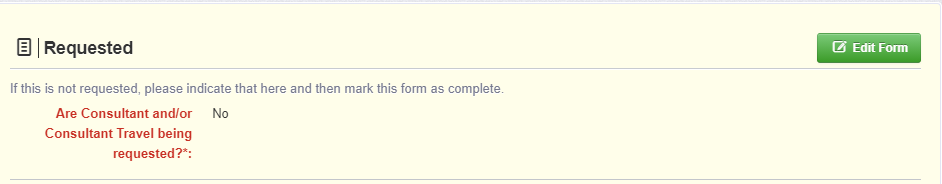 Requested
Edit Form
If this is not requested, please indicate that here and then mark this form as complete.
Are Consultant and/or No
Consultant Travel being
requested?*: